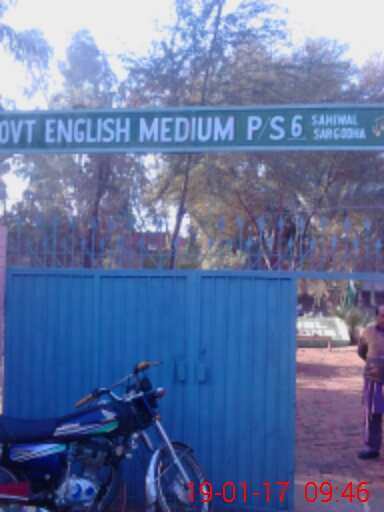 OVT ENGLISH MEDIUM P/S 6 SAHIWAL
SARGODHA
19-01-17 09:46